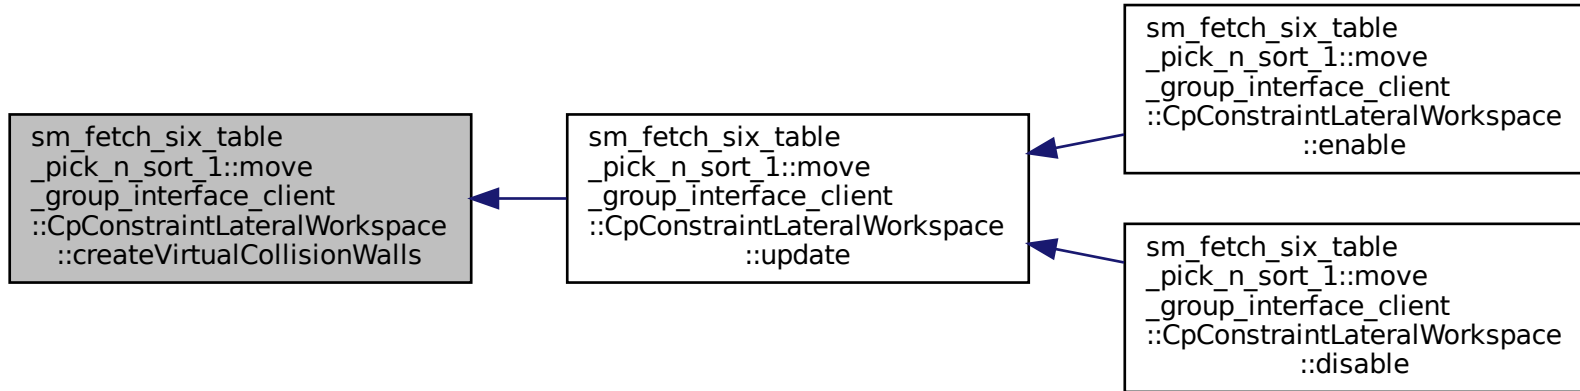 sm_fetch_six_table
_pick_n_sort_1::move
_group_interface_client
::CpConstraintLateralWorkspace
::createVirtualCollisionWalls
sm_fetch_six_table
_pick_n_sort_1::move
_group_interface_client
::CpConstraintLateralWorkspace
::update
sm_fetch_six_table
_pick_n_sort_1::move
_group_interface_client
::CpConstraintLateralWorkspace
::enable
sm_fetch_six_table
_pick_n_sort_1::move
_group_interface_client
::CpConstraintLateralWorkspace
::disable